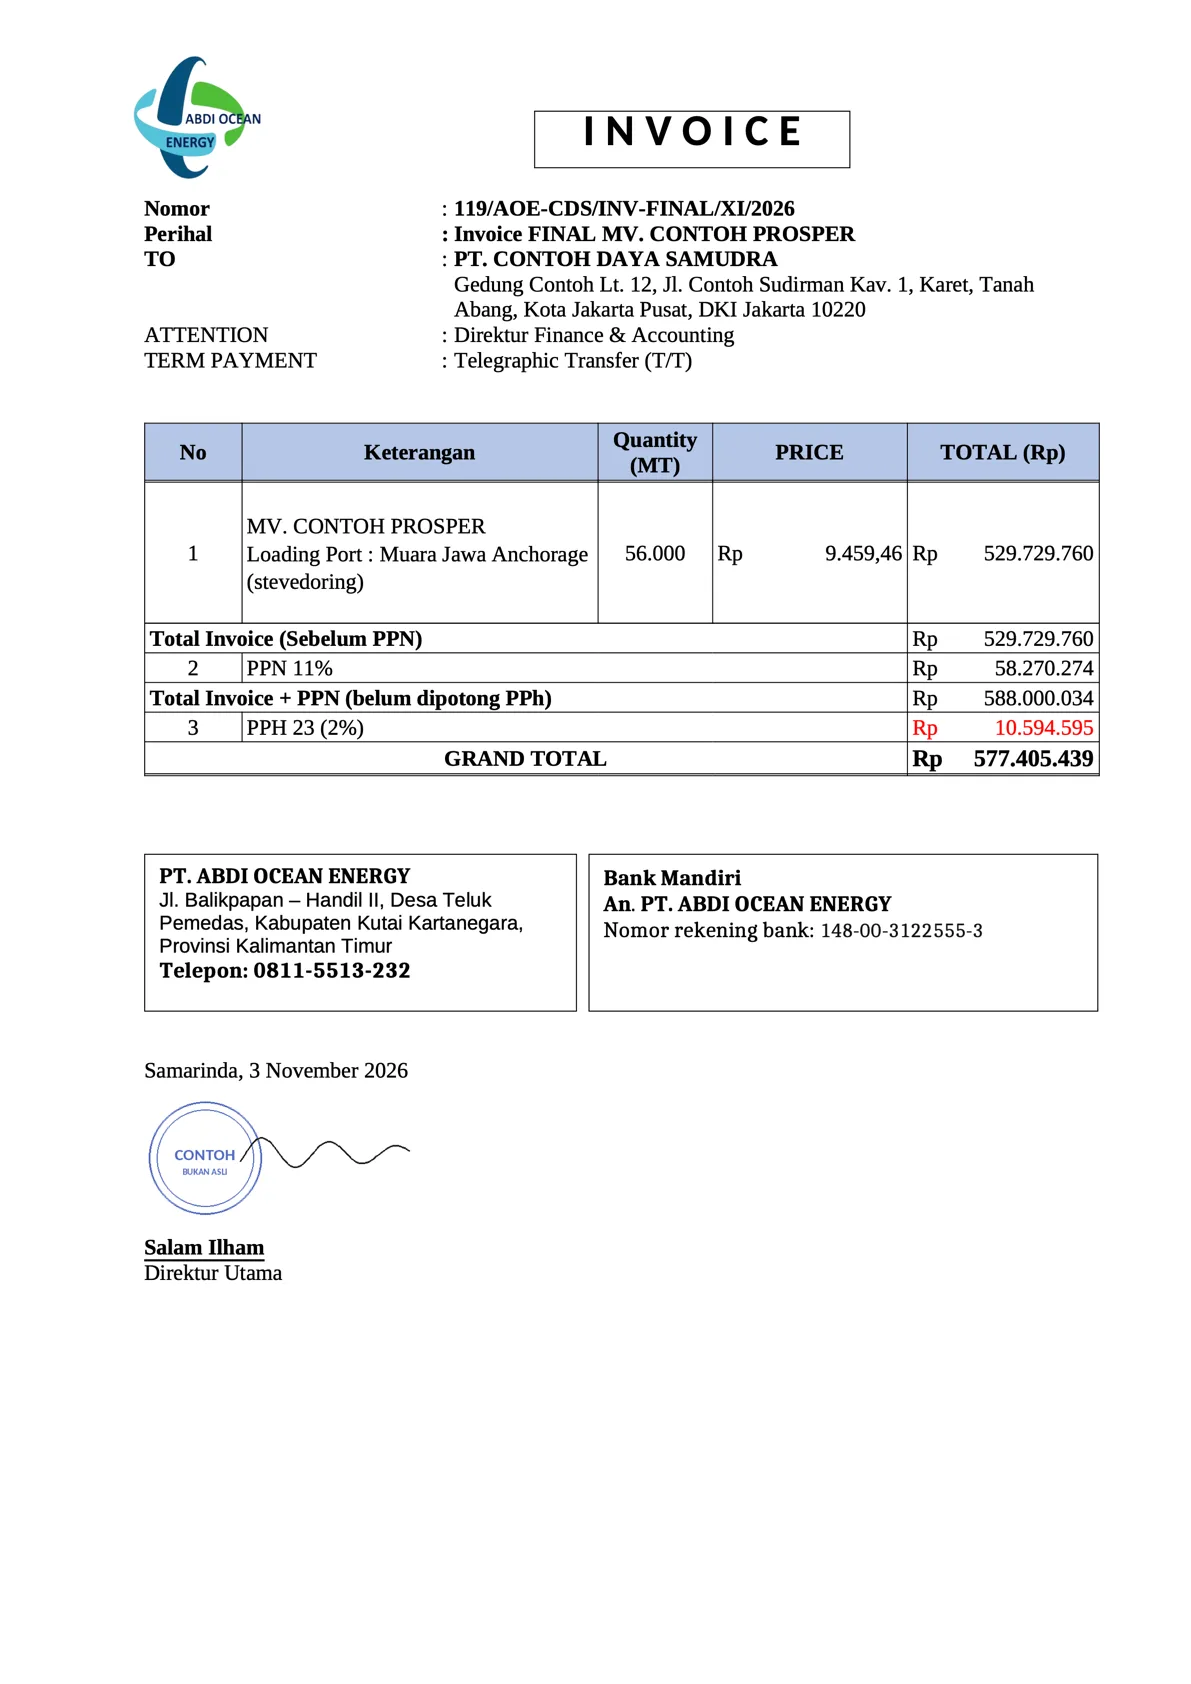 ABDI OCEAN
ENERGY
INVOICE
Nomor : 119/AOE-CDS/INV-FINAL/XI/2026
Perihal : Invoice FINAL MV. CONTOH PROSPER
TO : PT. CONTOH DAYA SAMUDRA
Gedung Contoh Lt. 12, Jl. Contoh Sudirman Kav. 1, Karet, Tanah
Abang, Kota Jakarta Pusat, DKI Jakarta 10220
ATTENTION : Direktur Finance & Accounting
TERM PAYMENT : Telegraphic Transfer (T/T)
No Keterangan Quantity (MT) PRICE TOTAL (Rp)
1 MV. CONTOH PROSPER
Loading Port : Muara Jawa Anchorage
(stevedoring) 56.000 Rp 9.459,46 Rp 529.729.760
Total Invoice (Sebelum PPN) Rp 529.729.760
2 PPN 11% Rp 58.270.274
Total Invoice + PPN (belum dipotong PPh) Rp 588.000.034
3 PPH 23 (2%) Rp 10.594.595
GRAND TOTAL Rp 577.405.439
PT. ABDI OCEAN ENERGY
Jl. Balikpapan – Handil II, Desa Teluk
Pemedas, Kabupaten Kutai Kartanegara,
Provinsi Kalimantan Timur
Telepon: 0811-5513-232
Bank Mandiri
An. PT. ABDI OCEAN ENERGY
Nomor rekening bank: 148-00-3122555-3
Samarinda, 3 November 2026
CONTOH
BUKAN ASLI
Salam Ilham
Direktur Utama